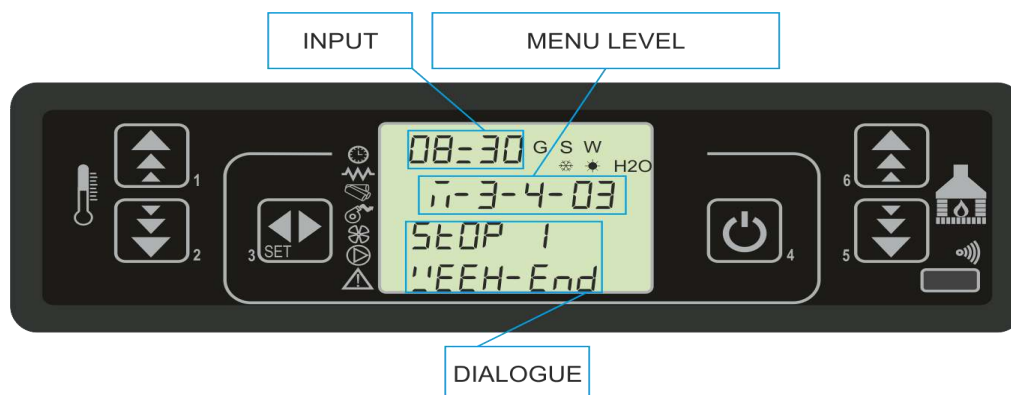 INPUT
MENU LEVEL
08:30 G S W
H2O
M-3-4-03
StOP 1
WEEH-End
1
2
3 SET
4
5
6
DIALOGUE